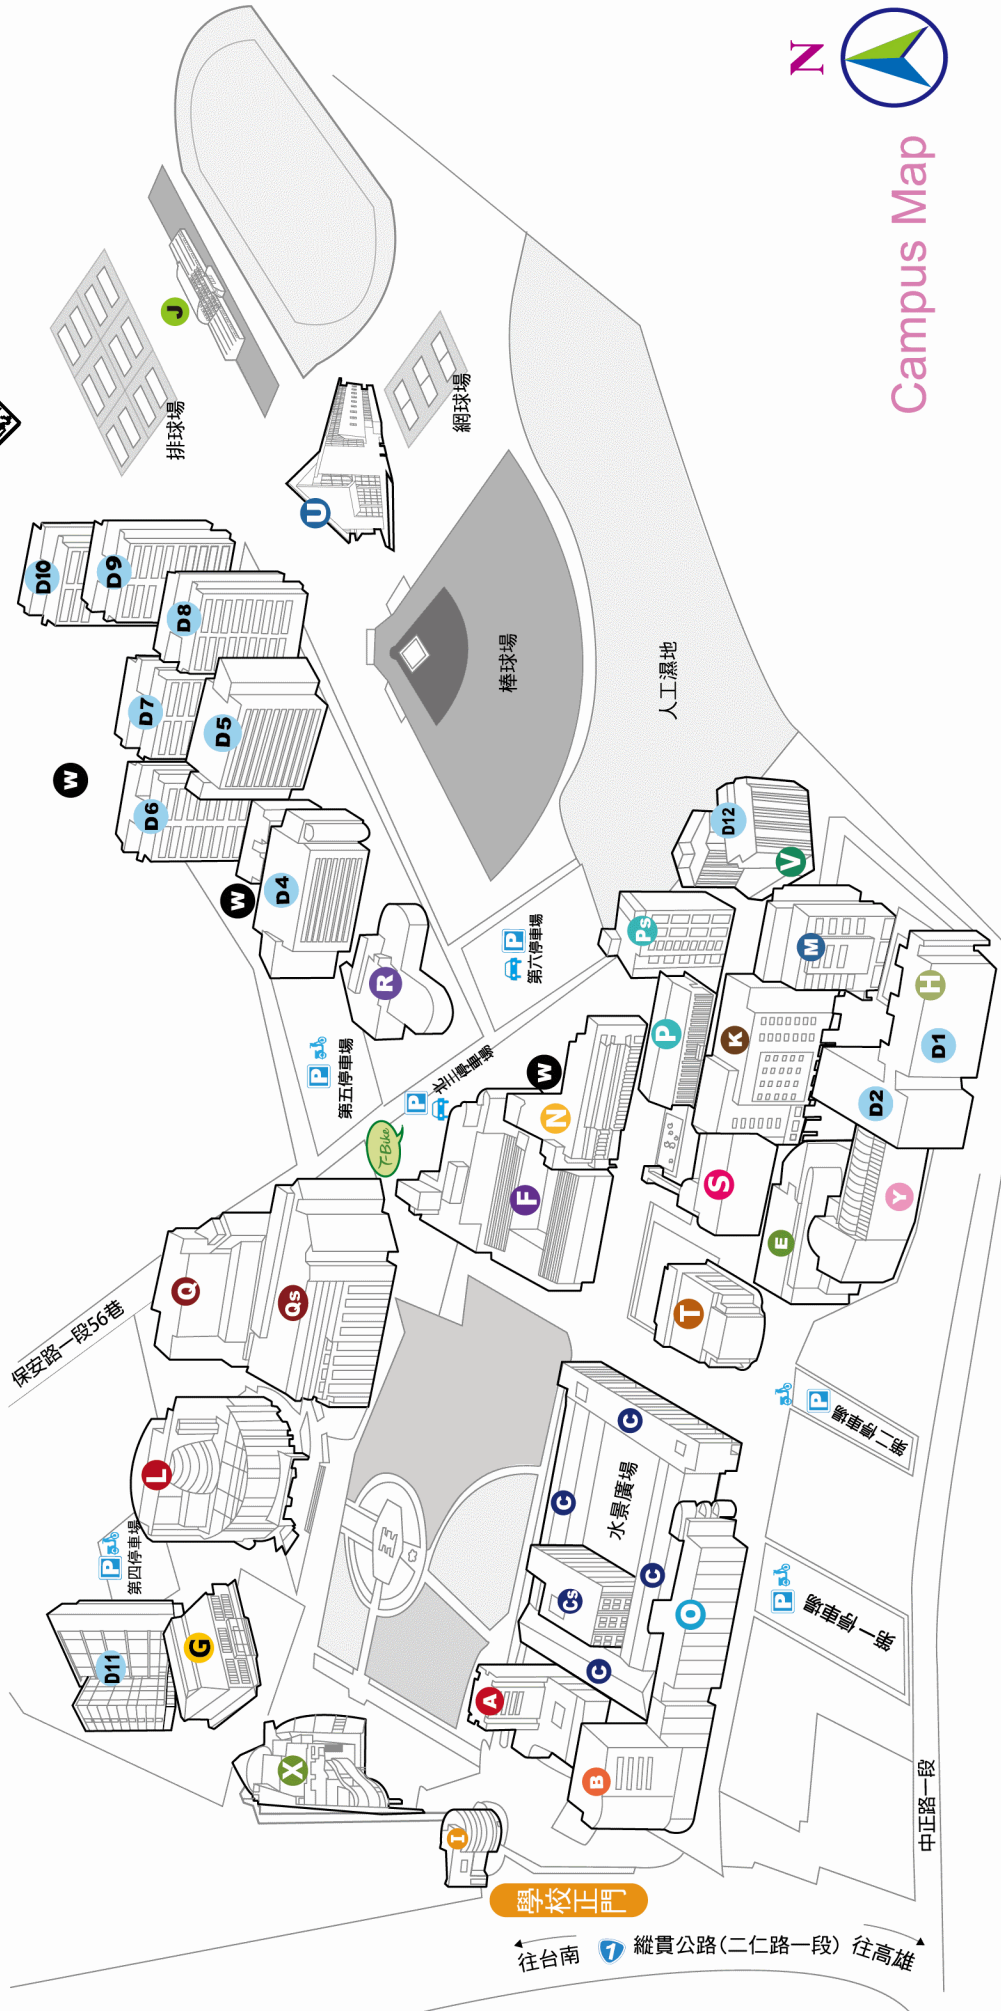 N
Campus Map
J
排球場
網球場
U
D10
D9
D8
D7
D5
D6
D4
W
W
棒球場
人工濕地
D12
V
R
P
第六停車場
Ps
M
H
P
K
D1
D2
P
第五停車場
P
北三停車場
T-Bike
W
N
F
S
Y
E
T
Q
Qs
保安路一段56巷
L
P
第四停車場
P
第二停車場
C
C
水景廣場
C
Cs
C
O
P
第一停車場
D11
G
A
X
B
I
學校正門
中正路一段
往台南
1
縱貫公路(二仁路一段)
往高雄